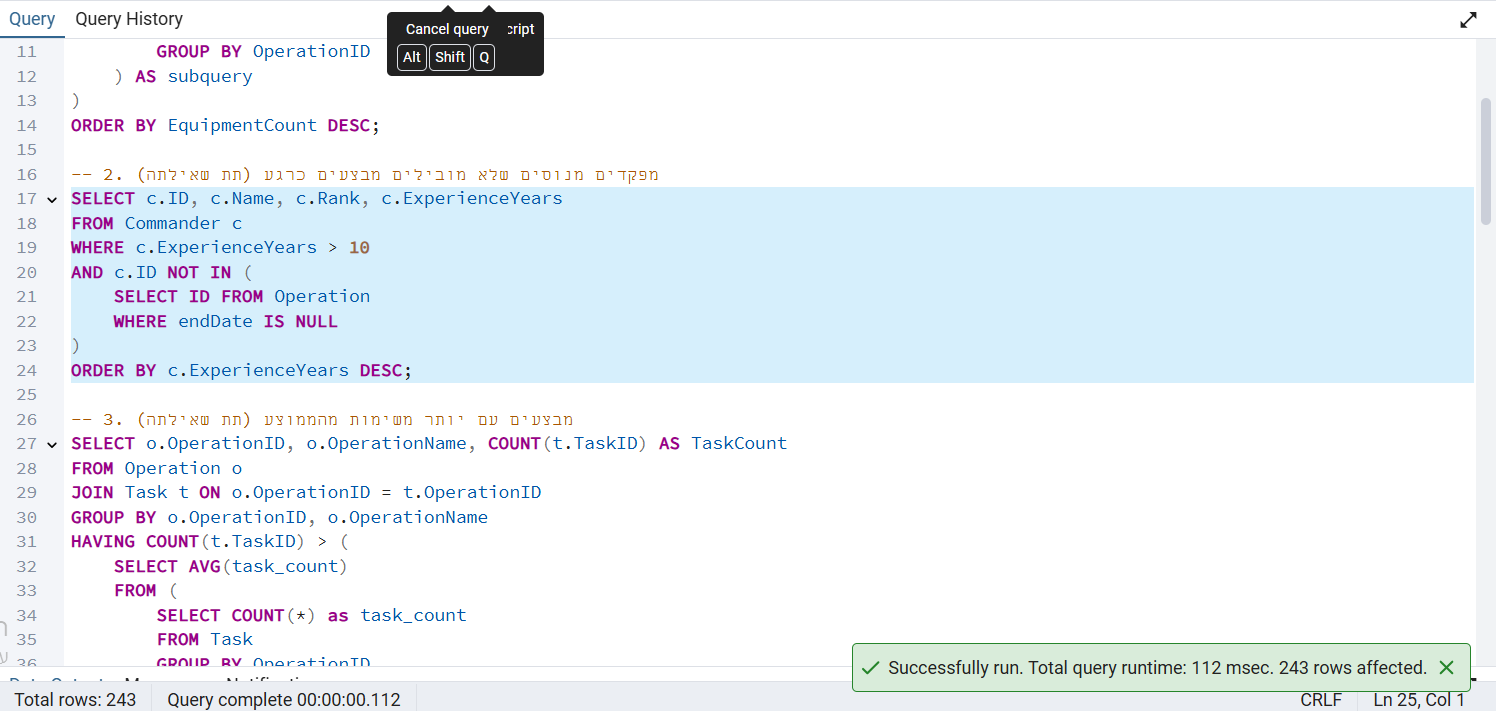 Query Query History
Cancel query cript
Alt Shift Q
11 GROUP BY OperationID
12 ) AS subquery
13 )
14 ORDER BY EquipmentCount DESC;
15
16 -- 2. מפקדים מנוסים שלא מובילים מבצעים כרגע (תת שאילתה)
17 SELECT c.ID, c.Name, c.Rank, c.ExperienceYears
18 FROM Commander c
19 WHERE c.ExperienceYears > 10
20 AND c.ID NOT IN (
21 SELECT ID FROM Operation
22 WHERE endDate IS NULL
23 )
24 ORDER BY c.ExperienceYears DESC;
25
26 -- 3. מבצעים עם יותר משימות מהממוצע (תת שאילתה)
27 SELECT o.OperationID, o.OperationName, COUNT(t.TaskID) AS TaskCount
28 FROM Operation o
29 JOIN Task t ON o.OperationID = t.OperationID
30 GROUP BY o.OperationID, o.OperationName
31 HAVING COUNT(t.TaskID) > (
32 SELECT AVG(task_count)
33 FROM (
34 SELECT COUNT(*) as task_count
35 FROM Task
36 GROUP BY OperationID
Successfully run. Total query runtime: 112 msec. 243 rows affected.
Total rows: 243 Query complete 00:00:00.112 CRLF Ln 25, Col 1